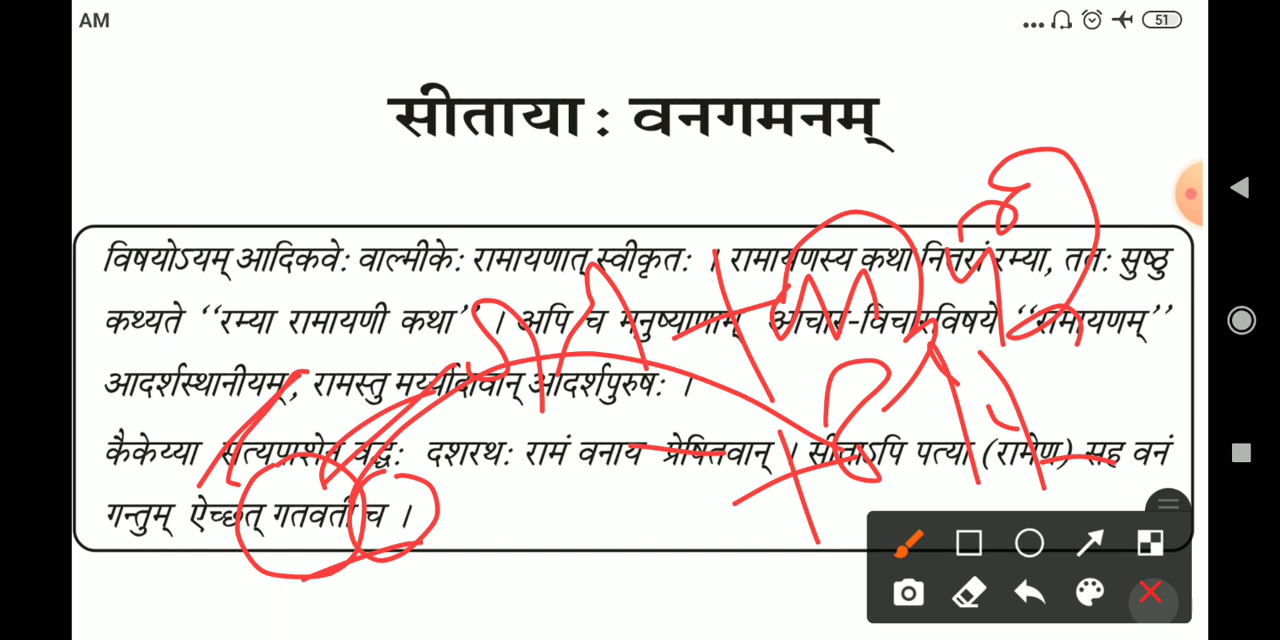 AM
51
सीतायाः वनगमनम्
विषयोऽयम् आदिकवेः वाल्मीकेः रामायणात् स्वीकृतः । रामायणस्य कथा नितरां रम्या, ततः सुष्ठु
कथ्यते “रम्या रामायणी कथा” । अपि च मनुष्याणाम् आचार-विचारविषये “रामायणम्”
आदर्शस्थानीयम्, रामस्तु मर्य्यादावान् आदर्शपुरुषः ।
कैकेय्या सत्यपाशेन वद्धः दशरथः रामं वनाय प्रेषितवान् । सीताऽपि पत्या (रामेण) सह वनं
गन्तुम् ऐच्छत् गतवती च ।